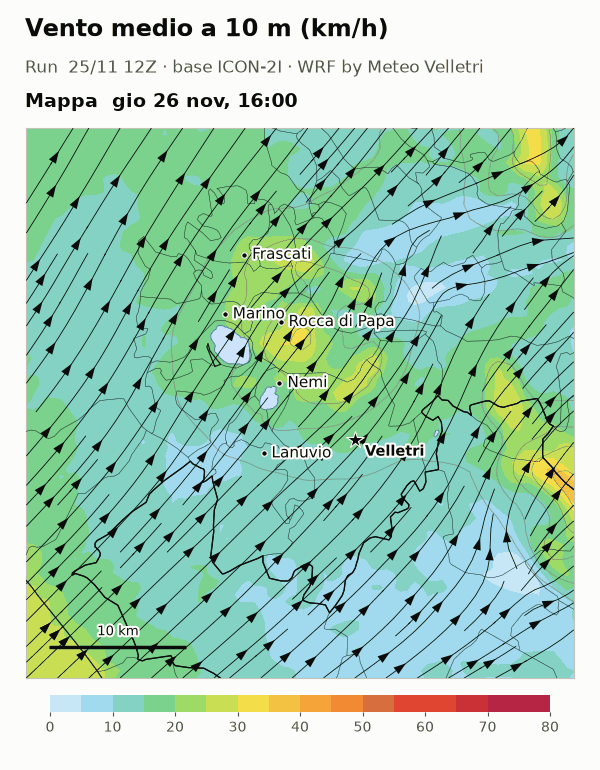 Vento medio a 10 m (km/h)
Run  25/11 12Z · base ICON-2I · WRF by Meteo Velletri
Mappa  gio 26 nov, 16:00
Frascati
Marino
Rocca di Papa
Nemi
Velletri
Lanuvio
10 km
0 10 20 30 40 50 60 70 80